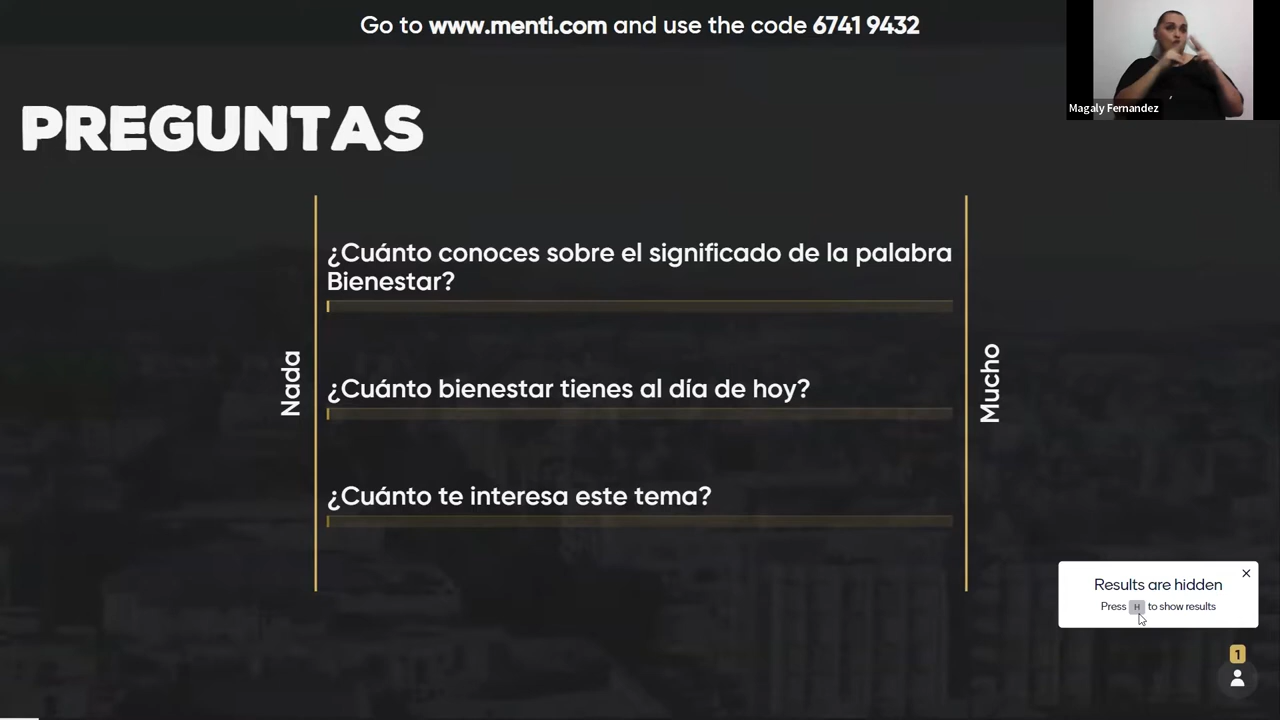 Go to www.menti.com and use the code 6741 9432
Magaly Fernandez
PREGUNTAS
¿Cuánto conoces sobre el significado de la palabra
Bienestar?
Nada
Mucho
¿Cuánto bienestar tienes al día de hoy?
¿Cuánto te interesa este tema?
Results are hidden
Press H to show results
1